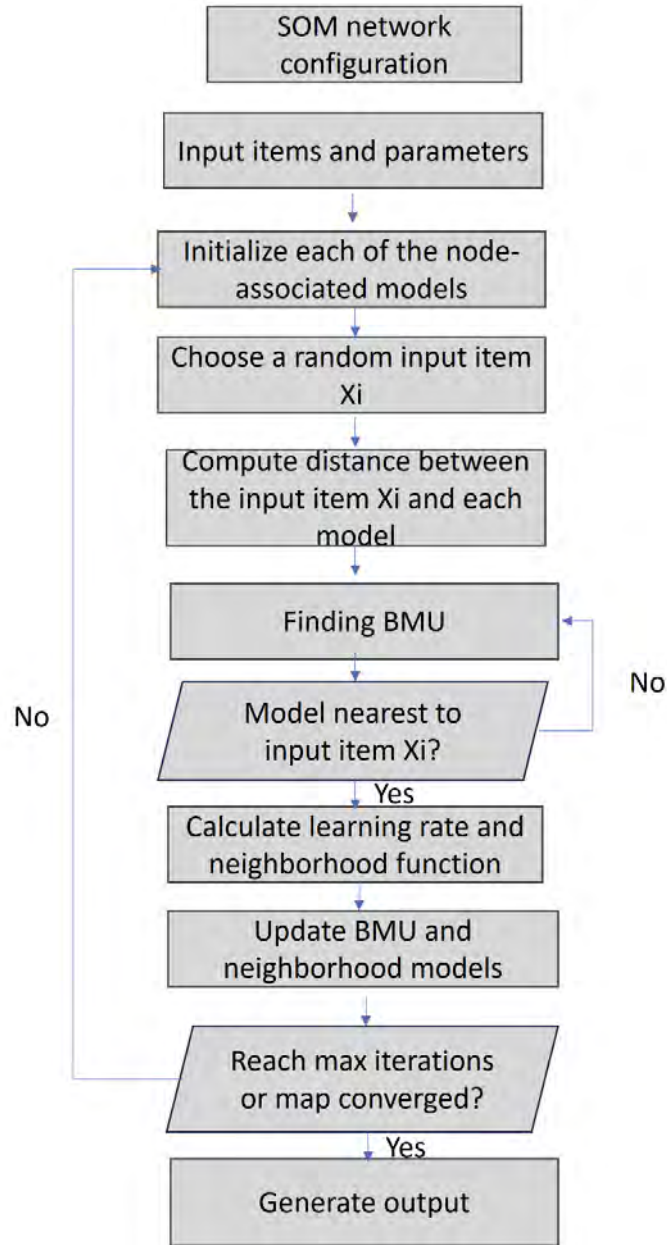 SOM network
configuration
Input items and parameters
Initialize each of the node-
associated models
Choose a random input item
Xi
Compute distance between
the input item Xi and each
model
Finding BMU
No
No
Model nearest to
input item Xi?
Yes
Calculate learning rate and
neighborhood function
Update BMU and
neighborhood models
Reach max iterations
or map converged?
Yes
Generate output